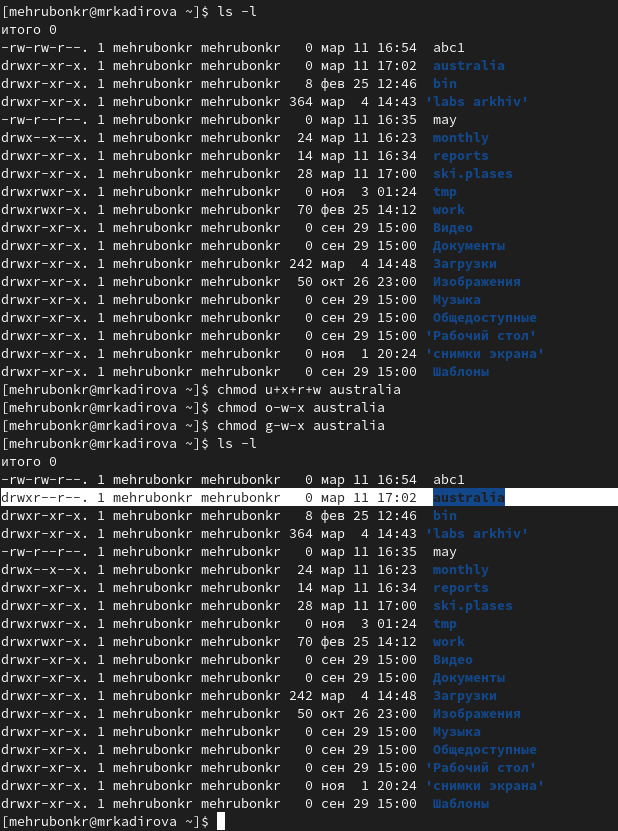 [mehrubonkr@mrkadirova ~]$ ls -l
итого 0
-rw-rw-r--. 1 mehrubonkr mehrubonkr   0 мар 11 16:54  abc1
drwxr-xr-x. 1 mehrubonkr mehrubonkr   0 мар 11 17:02  australia
drwxr-xr-x. 1 mehrubonkr mehrubonkr   8 фев 25 12:46  bin
drwxr-xr-x. 1 mehrubonkr mehrubonkr 364 мар  4 14:43 'labs arkhiv'
-rw-r--r--. 1 mehrubonkr mehrubonkr   0 мар 11 16:35  may
drwx--x--x. 1 mehrubonkr mehrubonkr  24 мар 11 16:23  monthly
drwxr-xr-x. 1 mehrubonkr mehrubonkr  14 мар 11 16:34  reports
drwxr-xr-x. 1 mehrubonkr mehrubonkr  28 мар 11 17:00  ski.plases
drwxrwxr-x. 1 mehrubonkr mehrubonkr   0 ноя  3 01:24  tmp
drwxrwxr-x. 1 mehrubonkr mehrubonkr  70 фев 25 14:12  work
drwxr-xr-x. 1 mehrubonkr mehrubonkr   0 сен 29 15:00  Видео
drwxr-xr-x. 1 mehrubonkr mehrubonkr   0 сен 29 15:00  Документы
drwxr-xr-x. 1 mehrubonkr mehrubonkr 242 мар  4 14:48  Загрузки
drwxr-xr-x. 1 mehrubonkr mehrubonkr  50 окт 26 23:00  Изображения
drwxr-xr-x. 1 mehrubonkr mehrubonkr   0 сен 29 15:00  Музыка
drwxr-xr-x. 1 mehrubonkr mehrubonkr   0 сен 29 15:00  Общедоступные
drwxr-xr-x. 1 mehrubonkr mehrubonkr   0 сен 29 15:00 'Рабочий стол'
drwxr-xr-x. 1 mehrubonkr mehrubonkr   0 ноя  1 20:24 'снимки экрана'
drwxr-xr-x. 1 mehrubonkr mehrubonkr   0 сен 29 15:00  Шаблоны
[mehrubonkr@mrkadirova ~]$ chmod u+x+r+w australia
[mehrubonkr@mrkadirova ~]$ chmod o-w-x australia
[mehrubonkr@mrkadirova ~]$ chmod g-w-x australia
[mehrubonkr@mrkadirova ~]$ ls -l
итого 0
-rw-rw-r--. 1 mehrubonkr mehrubonkr   0 мар 11 16:54  abc1
drwxr--r--. 1 mehrubonkr mehrubonkr   0 мар 11 17:02  australia
drwxr-xr-x. 1 mehrubonkr mehrubonkr   8 фев 25 12:46  bin
drwxr-xr-x. 1 mehrubonkr mehrubonkr 364 мар  4 14:43 'labs arkhiv'
-rw-r--r--. 1 mehrubonkr mehrubonkr   0 мар 11 16:35  may
drwx--x--x. 1 mehrubonkr mehrubonkr  24 мар 11 16:23  monthly
drwxr-xr-x. 1 mehrubonkr mehrubonkr  14 мар 11 16:34  reports
drwxr-xr-x. 1 mehrubonkr mehrubonkr  28 мар 11 17:00  ski.plases
drwxrwxr-x. 1 mehrubonkr mehrubonkr   0 ноя  3 01:24  tmp
drwxrwxr-x. 1 mehrubonkr mehrubonkr  70 фев 25 14:12  work
drwxr-xr-x. 1 mehrubonkr mehrubonkr   0 сен 29 15:00  Видео
drwxr-xr-x. 1 mehrubonkr mehrubonkr   0 сен 29 15:00  Документы
drwxr-xr-x. 1 mehrubonkr mehrubonkr 242 мар  4 14:48  Загрузки
drwxr-xr-x. 1 mehrubonkr mehrubonkr  50 окт 26 23:00  Изображения
drwxr-xr-x. 1 mehrubonkr mehrubonkr   0 сен 29 15:00  Музыка
drwxr-xr-x. 1 mehrubonkr mehrubonkr   0 сен 29 15:00  Общедоступные
drwxr-xr-x. 1 mehrubonkr mehrubonkr   0 сен 29 15:00 'Рабочий стол'
drwxr-xr-x. 1 mehrubonkr mehrubonkr   0 ноя  1 20:24 'снимки экрана'
drwxr-xr-x. 1 mehrubonkr mehrubonkr   0 сен 29 15:00  Шаблоны
[mehrubonkr@mrkadirova ~]$